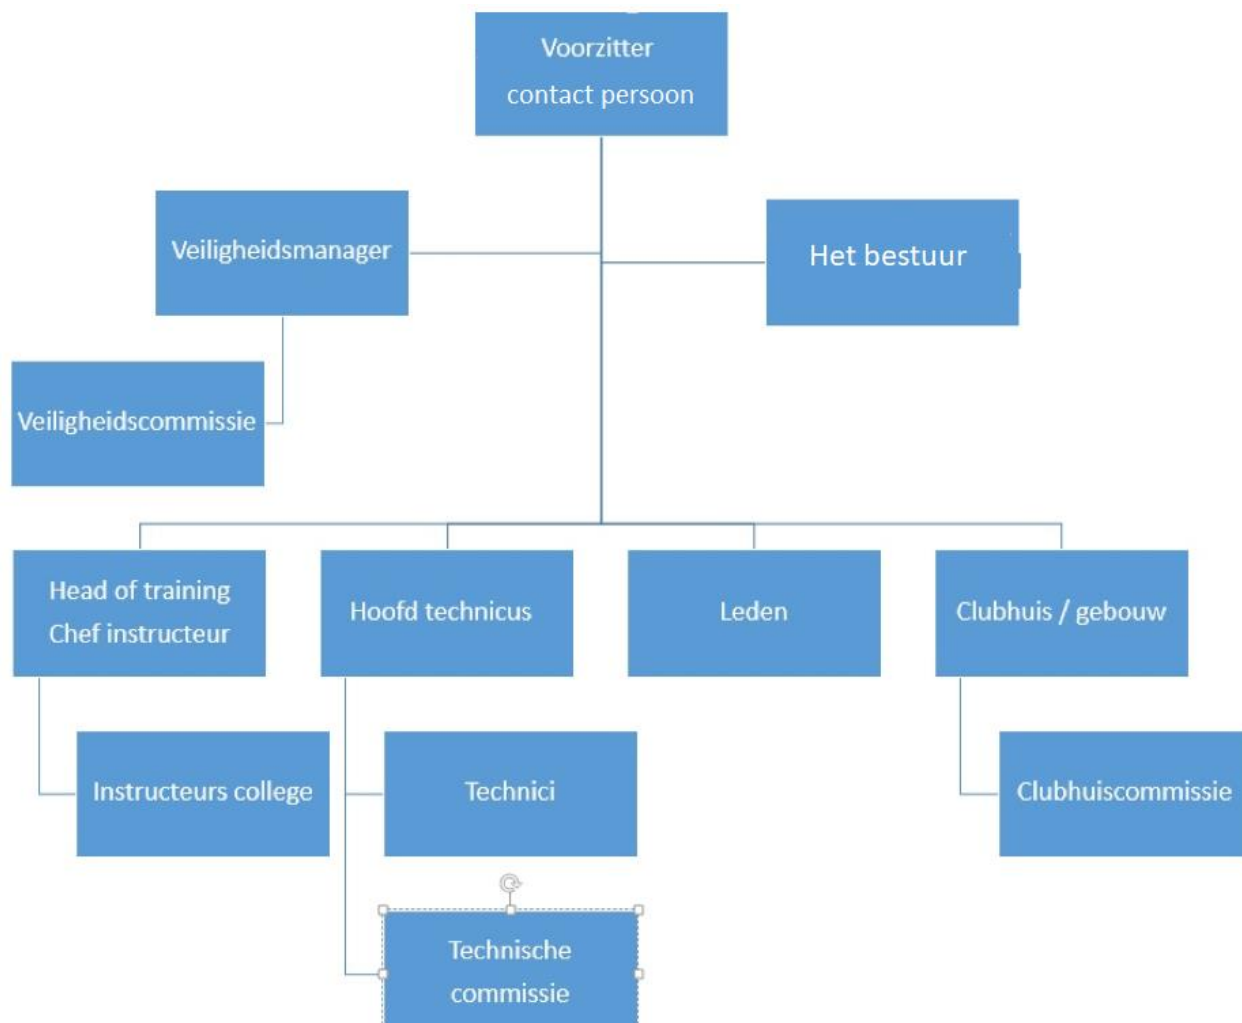 Voorzitter
contact persoon
Veiligheidsmanager
Het bestuur
Veiligheidscommissie
Head of training
Chef instructeur
Hoofd technicus
Leden
Clubhuis / gebouw
Instructeurs college
Technici
Clubhuiscommissie
Technische
commissie